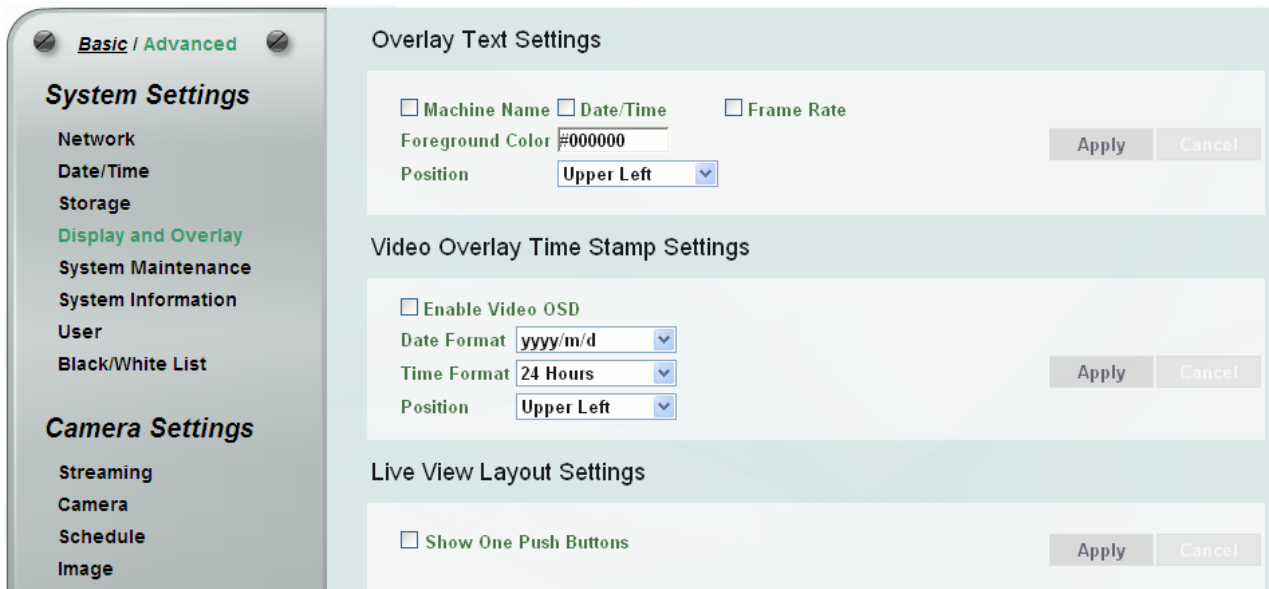 Basic / Advanced
System Settings
Network
Date/Time
Storage
Display and Overlay
System Maintenance
System Information
User
Black/White List
Camera Settings
Streaming
Camera
Schedule
Image
Overlay Text Settings
Machine Name Date/Time Frame Rate
Foreground Color #000000
Position Upper Left
Apply Cancel
Video Overlay Time Stamp Settings
Enable Video OSD
Date Format yyyy/m/d
Time Format 24 Hours
Position Upper Left
Apply Cancel
Live View Layout Settings
Show One Push Buttons
Apply Cancel